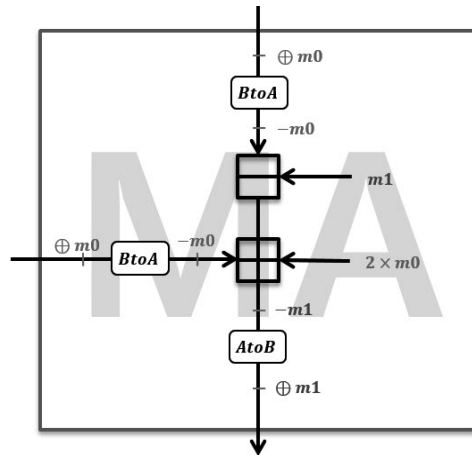 ⊕ m0
BtoA
−m0
m1
MA
⊕ m0
BtoA
−m0
2 × m0
−m1
AtoB
⊕ m1